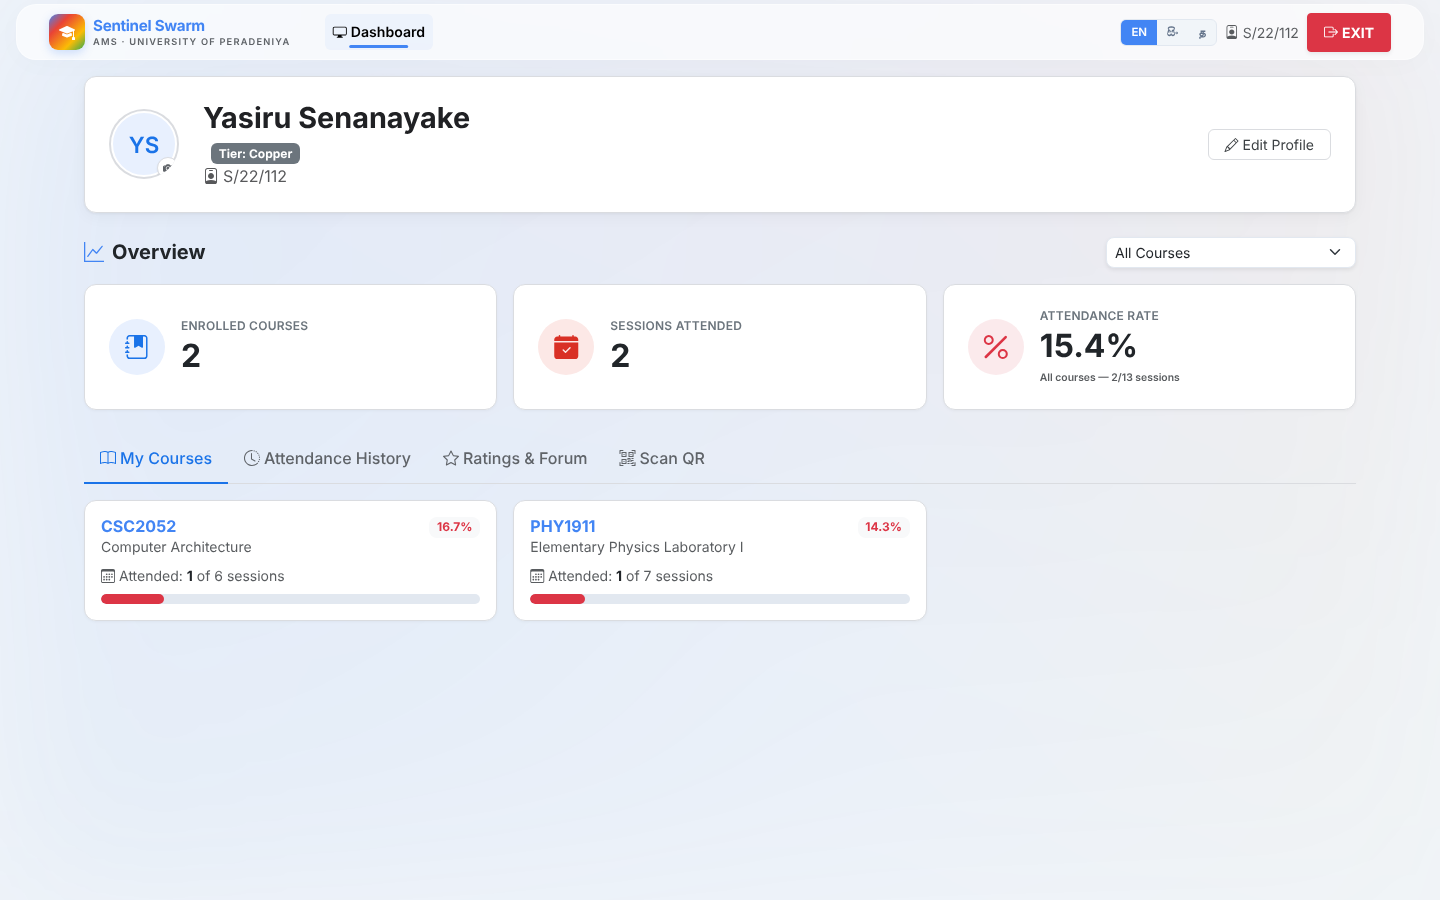 Sentinel Swarm
AMS · UNIVERSITY OF PERADENIYA
Dashboard
EN
සිං
த
S/22/112
EXIT
YS
Yasiru Senanayake
Tier: Copper
S/22/112
Edit Profile
Overview
All Courses
ENROLLED COURSES
2
SESSIONS ATTENDED
2
ATTENDANCE RATE
15.4%
All courses — 2/13 sessions
My Courses
Attendance History
Ratings & Forum
Scan QR
CSC2052
16.7%
Computer Architecture
Attended: 1 of 6 sessions
PHY1911
14.3%
Elementary Physics Laboratory I
Attended: 1 of 7 sessions